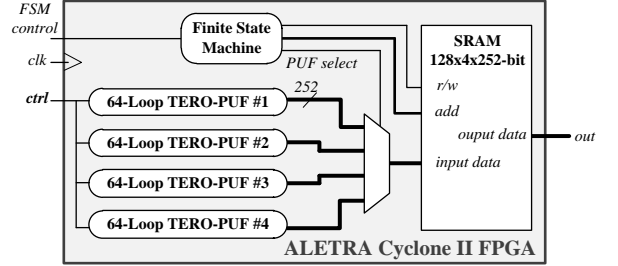 FSM
control
clk
ctrl
Finite State
Machine
PUF select
252
64-Loop TERO-PUF #1
64-Loop TERO-PUF #2
64-Loop TERO-PUF #3
64-Loop TERO-PUF #4
SRAM
128x4x252-bit
r/w
add
ouput data
input data
out
ALETRA Cyclone II FPGA